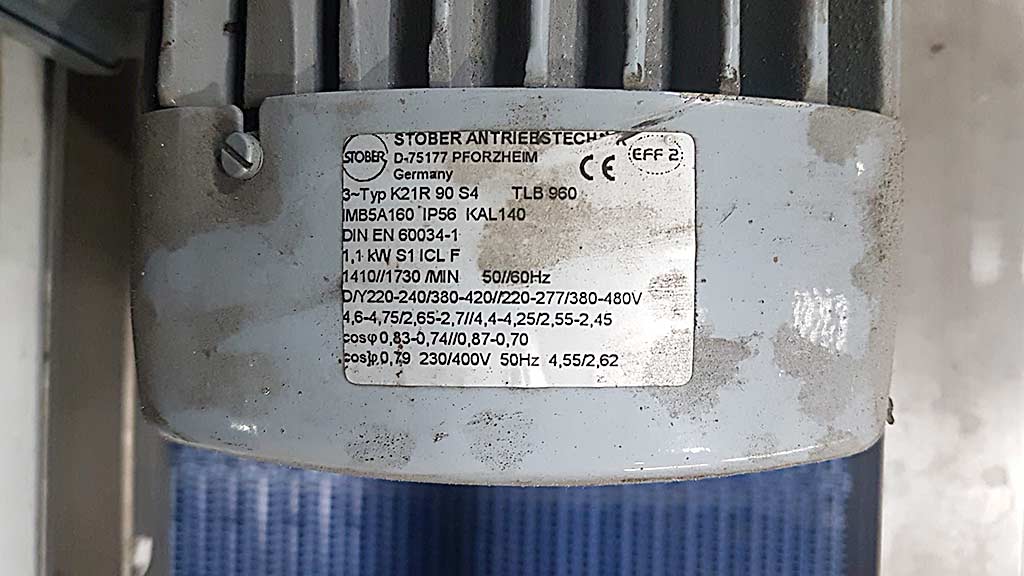 STOBER ANTRIEBSTECHNIK
STOBER
D-75177 PFORZHEIM
Germany
CE
EFF 2
3~Typ K21R 90 S4 TLB 960
IMB5A160 IP56 KAL140
DIN EN 60034-1
1,1 kW S1 ICL F
1410//1730 /MIN 50//60Hz
D/Y220-240/380-420//220-277/380-480V
4,6-4,75/2,65-2,7//4,4-4,25/2,55-2,45
cosφ 0,83-0,74//0,87-0,70
cosφ 0,79 230/400V 50Hz 4,55/2,62